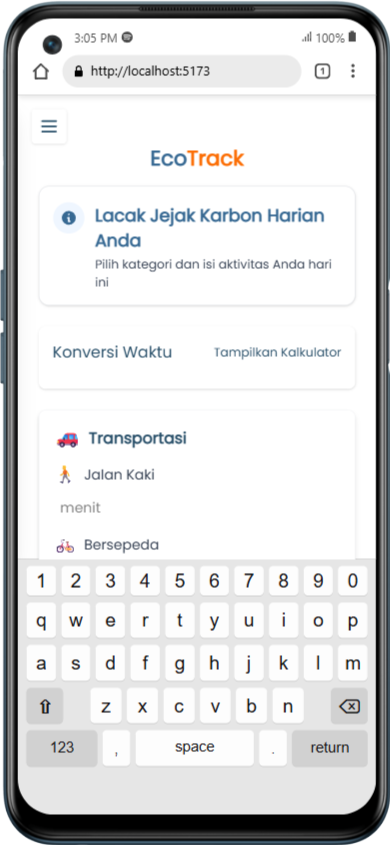 3:05 PM
100%
http://localhost:5173
1
EcoTrack
Lacak Jejak Karbon Harian
Anda
Pilih kategori dan isi aktivitas Anda hari
ini
Konversi Waktu Tampilkan Kalkulator
Transportasi
Jalan Kaki
menit
Bersepeda
1 2 3 4 5 6 7 8 9 0
q w e r t y u i o p
a s d f g h j k l m
z x c v b n
123 , space . return